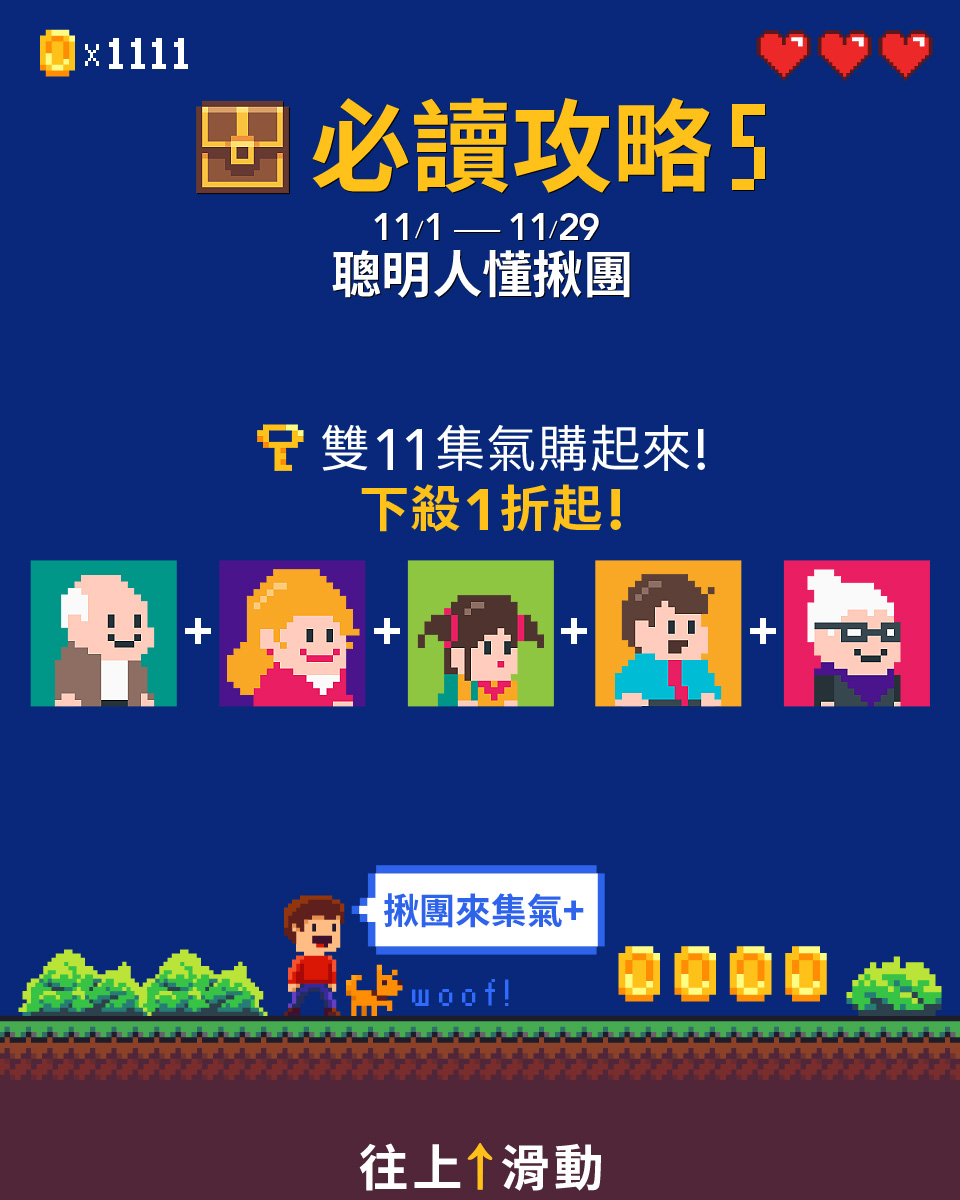 x1111
必讀攻略5
11/1 — 11/29
聰明人懂揪團
雙11集氣購起來!
下殺1折起!
+ + + +
揪團來集氣+
woof!
往上↑滑動